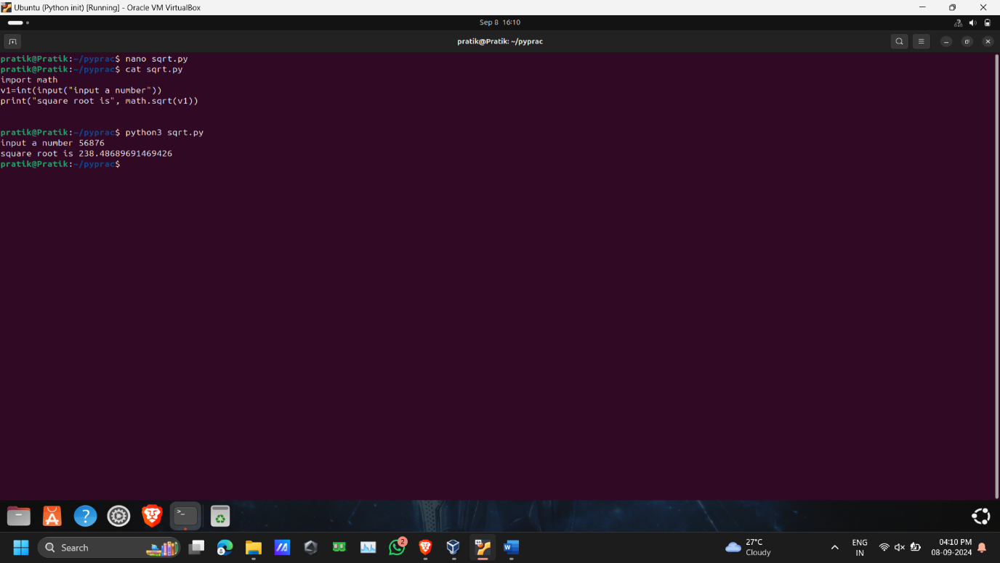 Ubuntu (Python init) [Running] - Oracle VM VirtualBox
Sep 8 16:10
pratik@Pratik: ~/pyprac
pratik@Pratik:~/pyprac$ nano sqrt.py
pratik@Pratik:~/pyprac$ cat sqrt.py
import math
v1=int(input("input a number"))
print("square root is", math.sqrt(v1))
pratik@Pratik:~/pyprac$ python3 sqrt.py
input a number 56876
square root is 238.48689691469426
pratik@Pratik:~/pyprac$
Search
2
27°C
Cloudy
ENG
IN
04:10 PM
08-09-2024